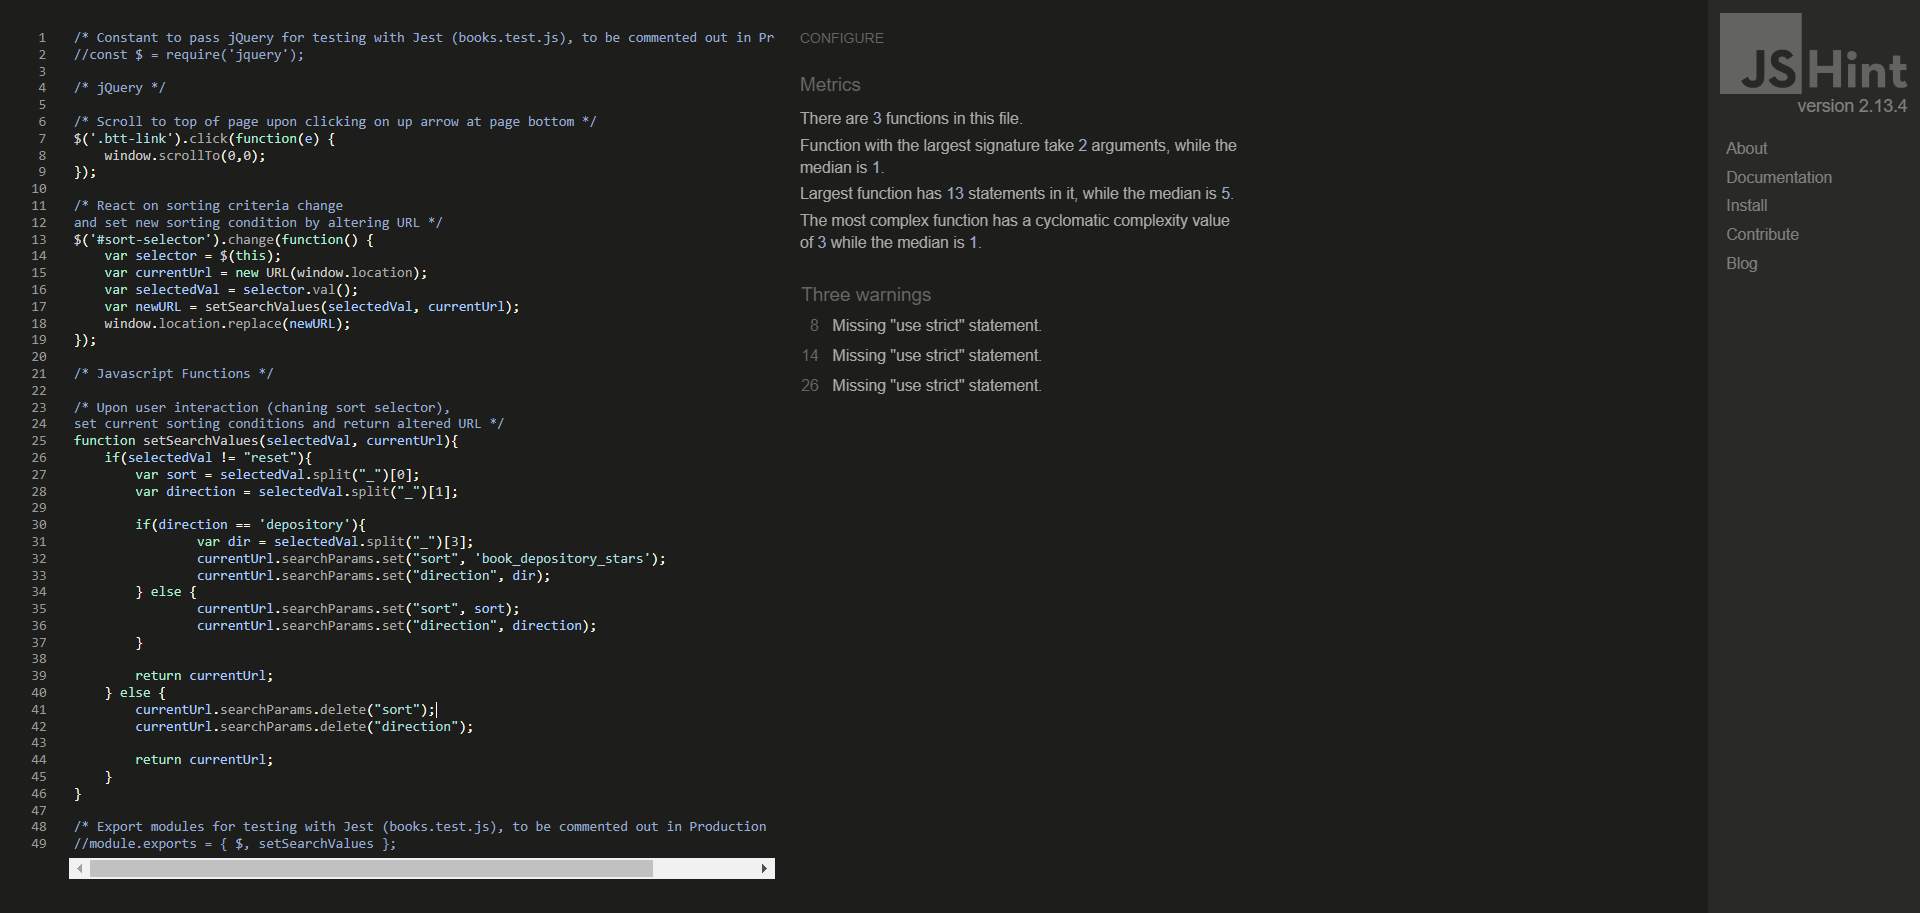 1 /* Constant to pass jQuery for testing with Jest (books.test.js), to be commented out in Pr
2 //const $ = require('jquery');
3
4 /* jQuery */
5
6 /* Scroll to top of page upon clicking on up arrow at page bottom */
7 $('.btt-link').click(function(e) {
8     window.scrollTo(0,0);
9 });
10
11 /* React on sorting criteria change
12 and set new sorting condition by altering URL */
13 $('#sort-selector').change(function() {
14     var selector = $(this);
15     var currentUrl = new URL(window.location);
16     var selectedVal = selector.val();
17     var newURL = setSearchValues(selectedVal, currentUrl);
18     window.location.replace(newURL);
19 });
20
21 /* Javascript Functions */
22
23 /* Upon user interaction (chaning sort selector),
24 set current sorting conditions and return altered URL */
25 function setSearchValues(selectedVal, currentUrl){
26     if(selectedVal != "reset"){
27         var sort = selectedVal.split("_")[0];
28         var direction = selectedVal.split("_")[1];
29
30         if(direction == 'depository'){
31                 var dir = selectedVal.split("_")[3];
32                 currentUrl.searchParams.set("sort", 'book_depository_stars');
33                 currentUrl.searchParams.set("direction", dir);
34         } else {
35                 currentUrl.searchParams.set("sort", sort);
36                 currentUrl.searchParams.set("direction", direction);
37         }
38
39         return currentUrl;
40     } else {
41         currentUrl.searchParams.delete("sort");
42         currentUrl.searchParams.delete("direction");
43
44         return currentUrl;
45     }
46 }
47
48 /* Export modules for testing with Jest (books.test.js), to be commented out in Production
49 //module.exports = { $, setSearchValues };
CONFIGURE
Metrics
There are 3 functions in this file.
Function with the largest signature take 2 arguments, while the
median is 1.
Largest function has 13 statements in it, while the median is 5.
The most complex function has a cyclomatic complexity value
of 3 while the median is 1.
Three warnings
8 Missing "use strict" statement.
14 Missing "use strict" statement.
26 Missing "use strict" statement.
JSHint
version 2.13.4
About
Documentation
Install
Contribute
Blog